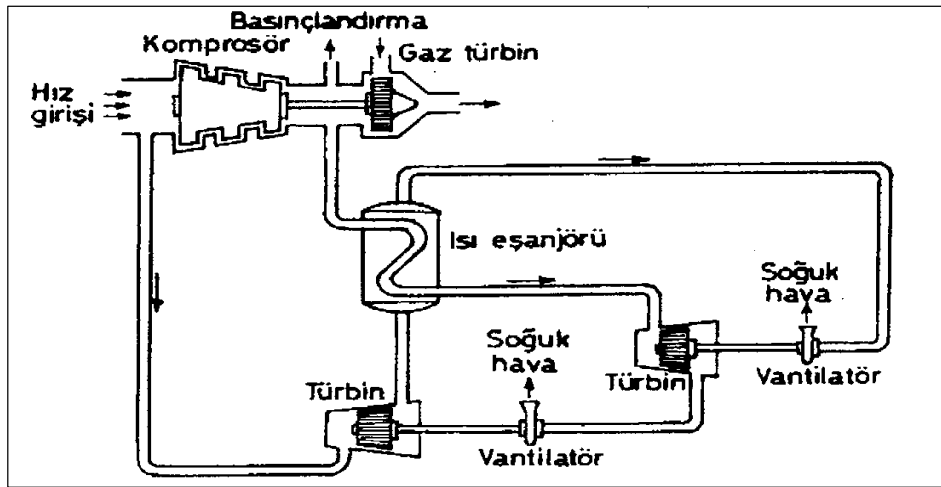 Basınçlandırma
Komprosör
Gaz türbin
Hız
girişi
Isı eşanjörü
Soğuk
hava
Soğuk
hava
Türbin
Vantilatör
Türbin
Vantilatör